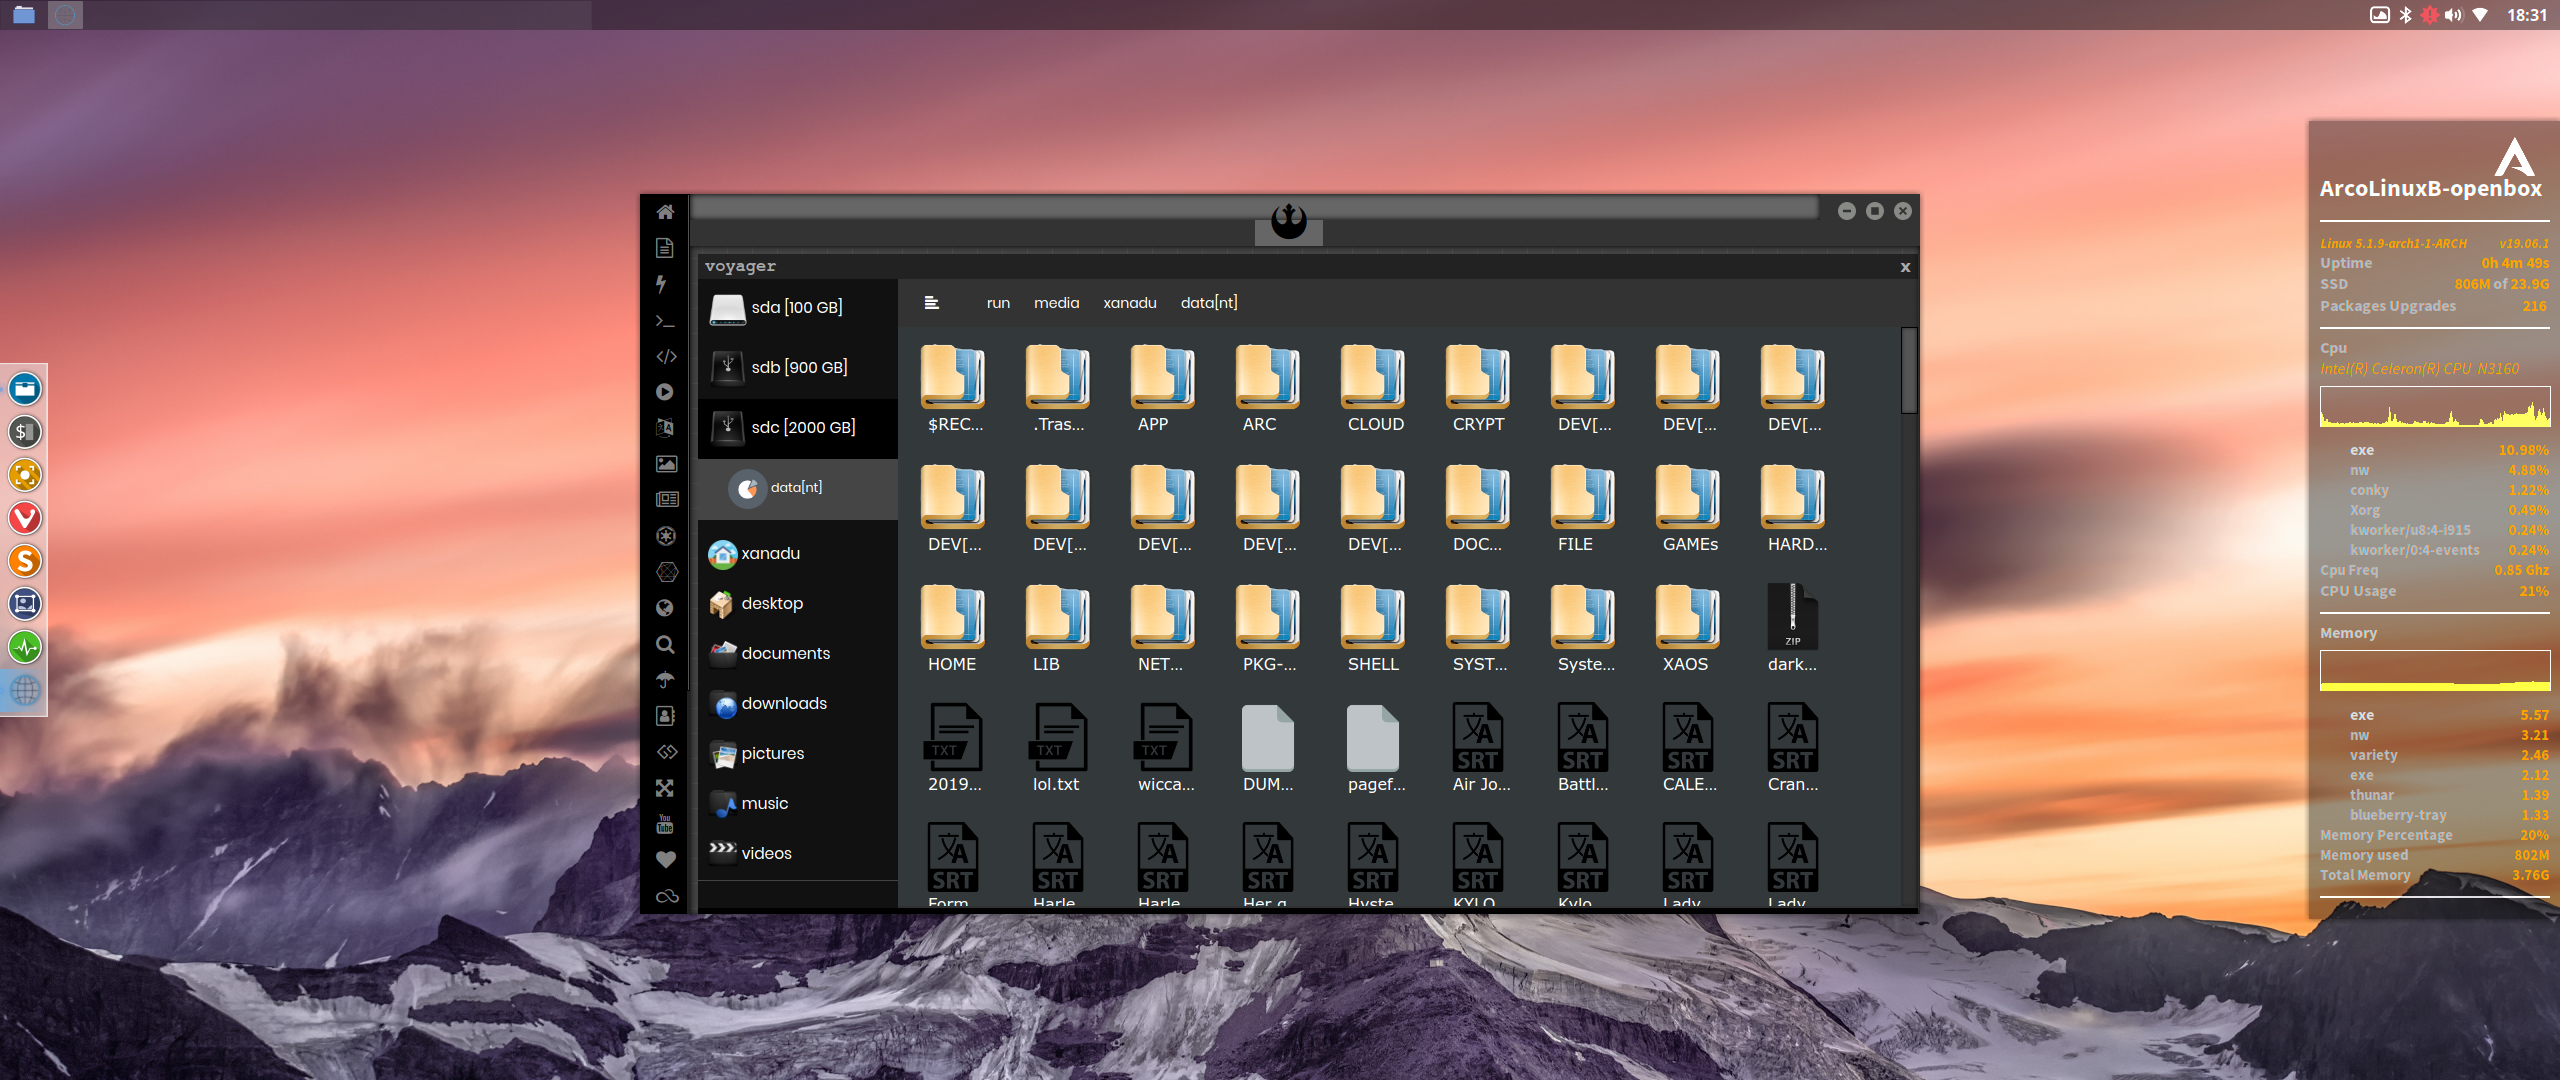 18:31
voyager
x
sda [100 GB]
sdb [900 GB]
sdc [2000 GB]
data[nt]
xanadu
desktop
documents
downloads
pictures
music
videos
run media xanadu data[nt]
$REC... .Tras... APP ARC CLOUD CRYPT DEV[... DEV[... DEV[...
DEV[... DEV[... DEV[... DEV[... DEV[... DOC... FILE GAMEs HARD...
ZIP
HOME LIB NET... PKG-... SHELL SYST... Syste... XAOS dark...
TXT TXT TXT SRT SRT SRT SRT
2019... lol.txt wicca... DUM... pagef... Air Jo... Battl... CALE... Cran...
SRT SRT SRT SRT SRT SRT SRT SRT SRT
Form Harle Harle Her g Hyste KYLO Kylo Lady Lady
You
Tube
ArcoLinuxB-openbox
Linux 5.1.9-arch1-1-ARCH v19.06.1
Uptime 0h 4m 49s
SSD 806M of 23.9G
Packages Upgrades 216
Cpu
Intel(R) Celeron(R) CPU N3160
exe 10.98%
nw 4.88%
conky 1.22%
Xorg 0.49%
kworker/u8:4-i915 0.24%
kworker/0:4-events 0.24%
Cpu Freq 0.85 Ghz
CPU Usage 21%
Memory
exe 5.57
nw 3.21
variety 2.46
exe 2.12
thunar 1.39
blueberry-tray 1.33
Memory Percentage 20%
Memory used 802M
Total Memory 3.76G